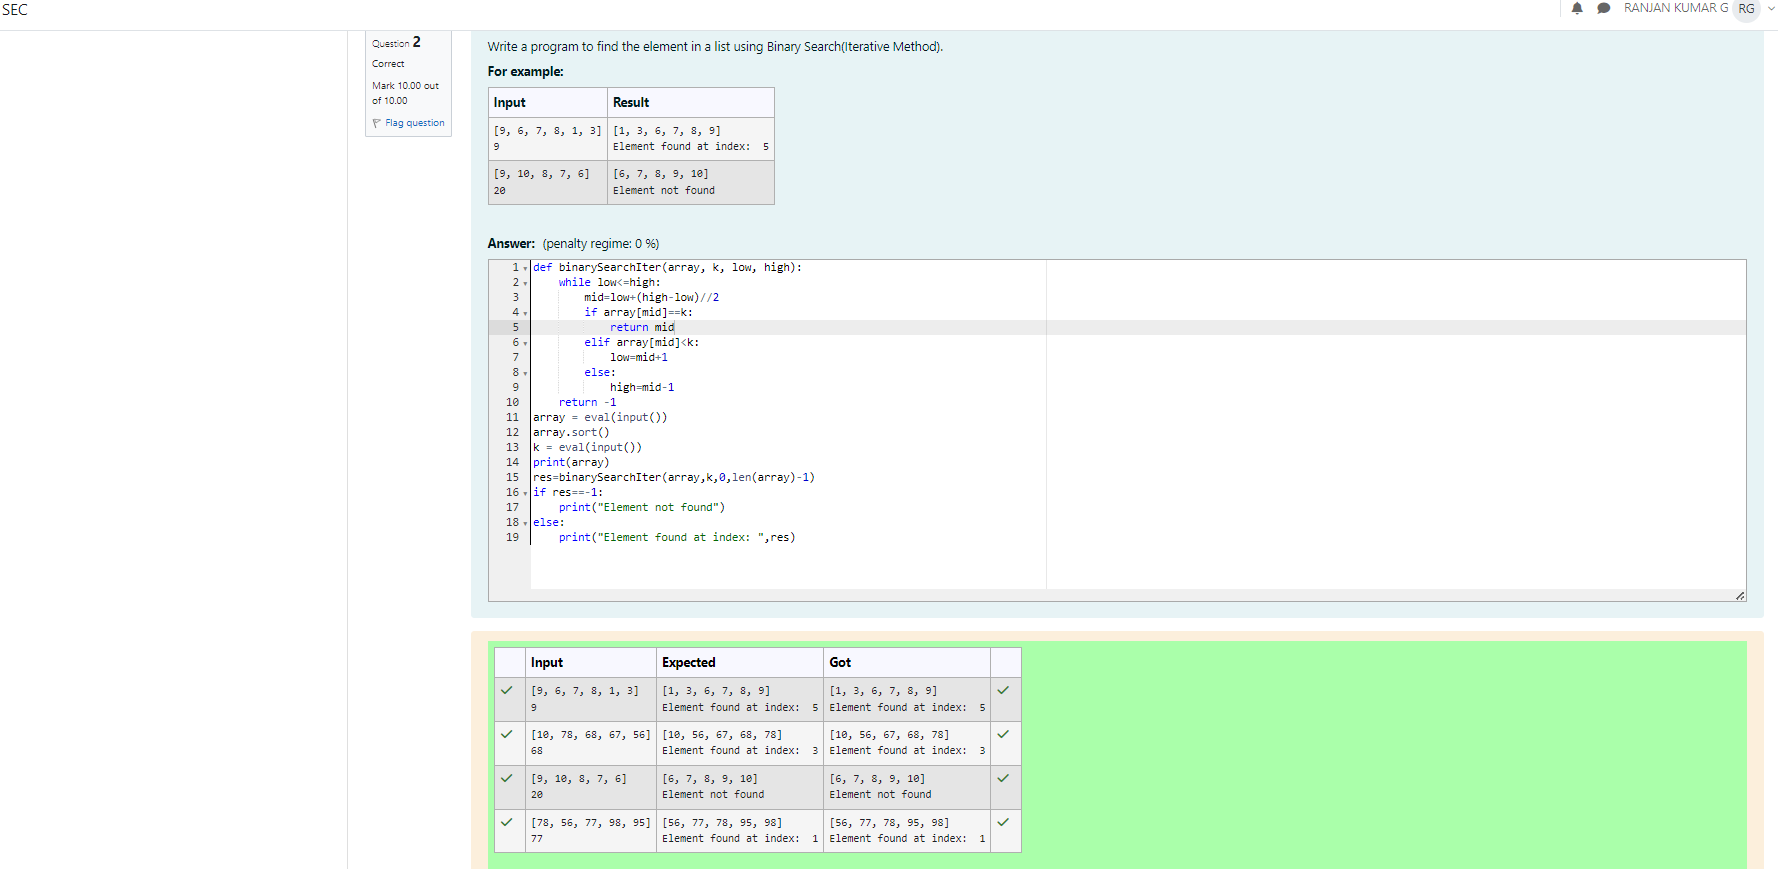 SEC
RANJAN KUMAR G RG
Question 2
Correct
Mark 10.00 out
of 10.00
Flag question
Write a program to find the element in a list using Binary Search(Iterative Method).
For example:
Input Result
[9, 6, 7, 8, 1, 3] [1, 3, 6, 7, 8, 9]
9 Element found at index:  5
[9, 10, 8, 7, 6] [6, 7, 8, 9, 10]
20 Element not found
Answer: (penalty regime: 0 %)
1 def binarySearchIter(array, k, low, high):
2     while low<=high:
3         mid=low+(high-low)//2
4         if array[mid]==k:
5             return mid
6         elif array[mid]<k:
7             low=mid+1
8         else:
9             high=mid-1
10     return -1
11 array = eval(input())
12 array.sort()
13 k = eval(input())
14 print(array)
15 res=binarySearchIter(array,k,0,len(array)-1)
16 if res==-1:
17     print("Element not found")
18 else:
19     print("Element found at index: ",res)
Input Expected Got
[9, 6, 7, 8, 1, 3] [1, 3, 6, 7, 8, 9] [1, 3, 6, 7, 8, 9]
9 Element found at index:  5 Element found at index:  5
[10, 78, 68, 67, 56] [10, 56, 67, 68, 78] [10, 56, 67, 68, 78]
68 Element found at index:  3 Element found at index:  3
[9, 10, 8, 7, 6] [6, 7, 8, 9, 10] [6, 7, 8, 9, 10]
20 Element not found Element not found
[78, 56, 77, 98, 95] [56, 77, 78, 95, 98] [56, 77, 78, 95, 98]
77 Element found at index:  1 Element found at index:  1